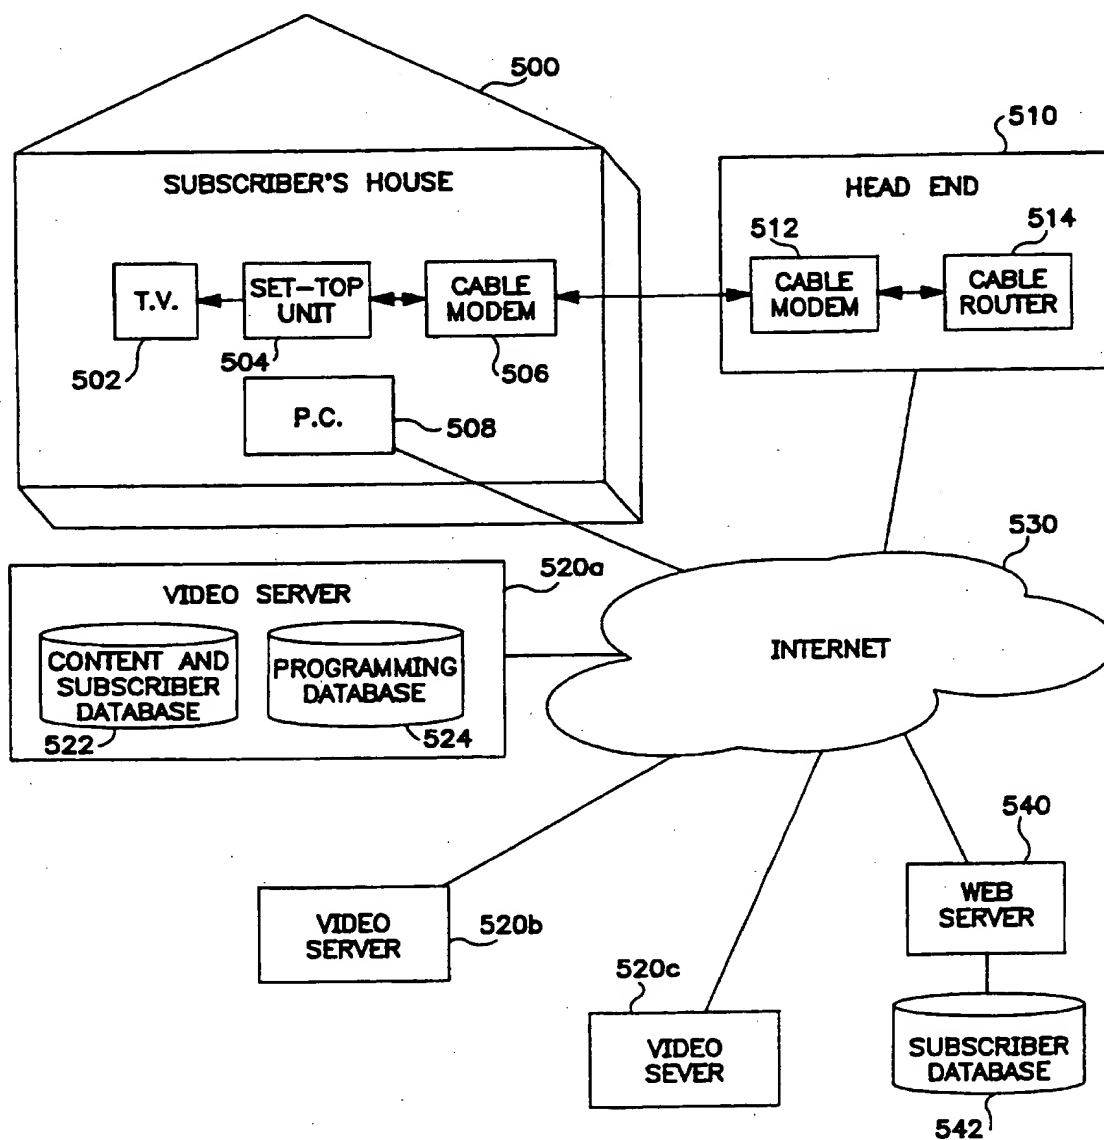 500
510
SUBSCRIBER'S HOUSE
HEAD END
512
514
T.V.
SET-TOP
UNIT
CABLE
MODEM
CABLE
MODEM
CABLE
ROUTER
502
504
506
P.C.
508
530
520a
VIDEO SERVER
CONTENT AND
SUBSCRIBER
DATABASE
522
PROGRAMMING
DATABASE
524
INTERNET
540
VIDEO
SERVER
520b
WEB
SERVER
520c
VIDEO
SEVER
SUBSCRIBER
DATABASE
542